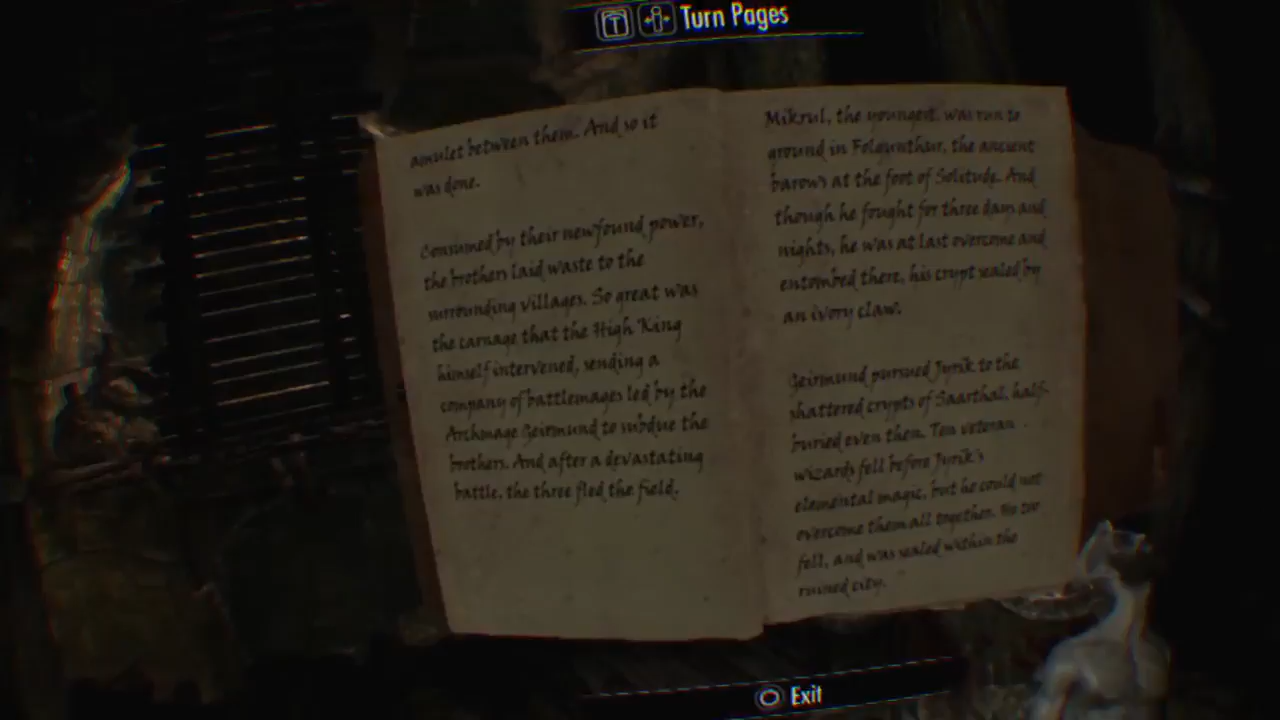 Turn Pages
amulet between them. And so it
was done.
Consumed by their newfound power,
the brothers laid waste to the
surrounding villages. So great was
the carnage that the High King
himself intervened, sending a
company of battlemages led by the
Archmage Geirmund to subdue the
brothers. And after a devastating
battle, the three fled the field.
Mikrul, the youngest, was run to
ground in Folgunthur, the ancient
barows at the foot of Solitude. And
though he fought for three days and
nights, he was at last overcome and
entombed there, his crypt sealed by
an ivory claw.
Geirmund pursued Jyrik to the
shattered crypts of Saarthal, half-
buried even then. Ten veteran
wizards fell before Jyrik's
elemental magic, but he could not
overcome them all together. He too
fell, and was sealed within the
ruined city.
Exit